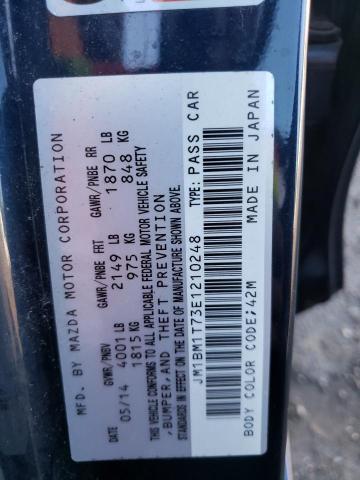 MFD. BY MAZDA MOTOR CORPORATION
GVWR/PNBV GAWR/PNBE FRT GAWR/PNBE RR
05/14 4001 LB 2149 LB 1870 LB
1815 KG 975 KG 848 KG
THIS VEHICLE CONFORMS TO ALL APPLICABLE FEDERAL MOTOR VEHICLE SAFETY
,BUMPER,AND THEFT PREVENTION
STANDARDS IN EFFECT ON THE DATE OF MANUFACTURE SHOWN ABOVE.
JM1BM1T73E1210248 TYPE: PASS CAR
BODY COLOR CODE;42M MADE IN JAPAN